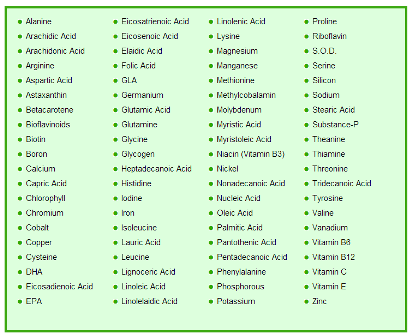 Alanine
Arachidic Acid
Arachidonic Acid
Arginine
Aspartic Acid
Astaxanthin
Betacarotene
Bioflavinoids
Biotin
Boron
Calcium
Capric Acid
Chlorophyll
Chromium
Cobalt
Copper
Cysteine
DHA
Eicosadienoic Acid
EPA
Eicosatrienoic Acid
Eicosenoic Acid
Elaidic Acid
Folic Acid
GLA
Germanium
Glutamic Acid
Glutamine
Glycine
Glycogen
Heptadecanoic Acid
Histidine
Iodine
Iron
Isoleucine
Lauric Acid
Leucine
Lignoceric Acid
Linoleic Acid
Linolelaidic Acid
Linolenic Acid
Lysine
Magnesium
Manganese
Methionine
Methylcobalamin
Molybdenum
Myristic Acid
Myristoleic Acid
Niacin (Vitamin B3)
Nickel
Nonadecanoic Acid
Nucleic Acid
Oleic Acid
Palmitic Acid
Pantothenic Acid
Pentadecanoic Acid
Phenylalanine
Phosphorous
Potassium
Proline
Riboflavin
S.O.D.
Serine
Silicon
Sodium
Stearic Acid
Substance-P
Theanine
Thiamine
Threonine
Tridecanoic Acid
Tyrosine
Valine
Vanadium
Vitamin B6
Vitamin B12
Vitamin C
Vitamin E
Zinc